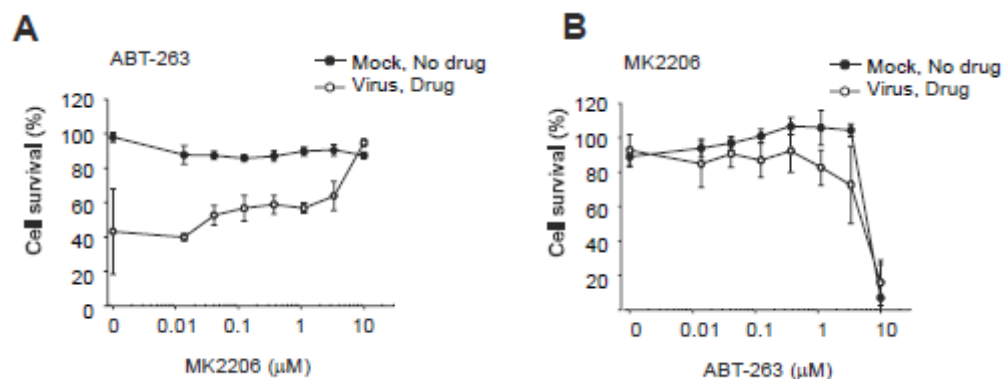 A
ABT-263
Mock, No drug
Virus, Drug
Cell survival (%)
120
100
80
60
40
20
0
0
0.01
0.1
1
10
MK2206 (μM)
B
MK2206
Mock, No drug
Virus, Drug
Cell survival (%)
120
100
80
60
40
20
0
0.01
0.1
1
10
ABT-263 (μM)